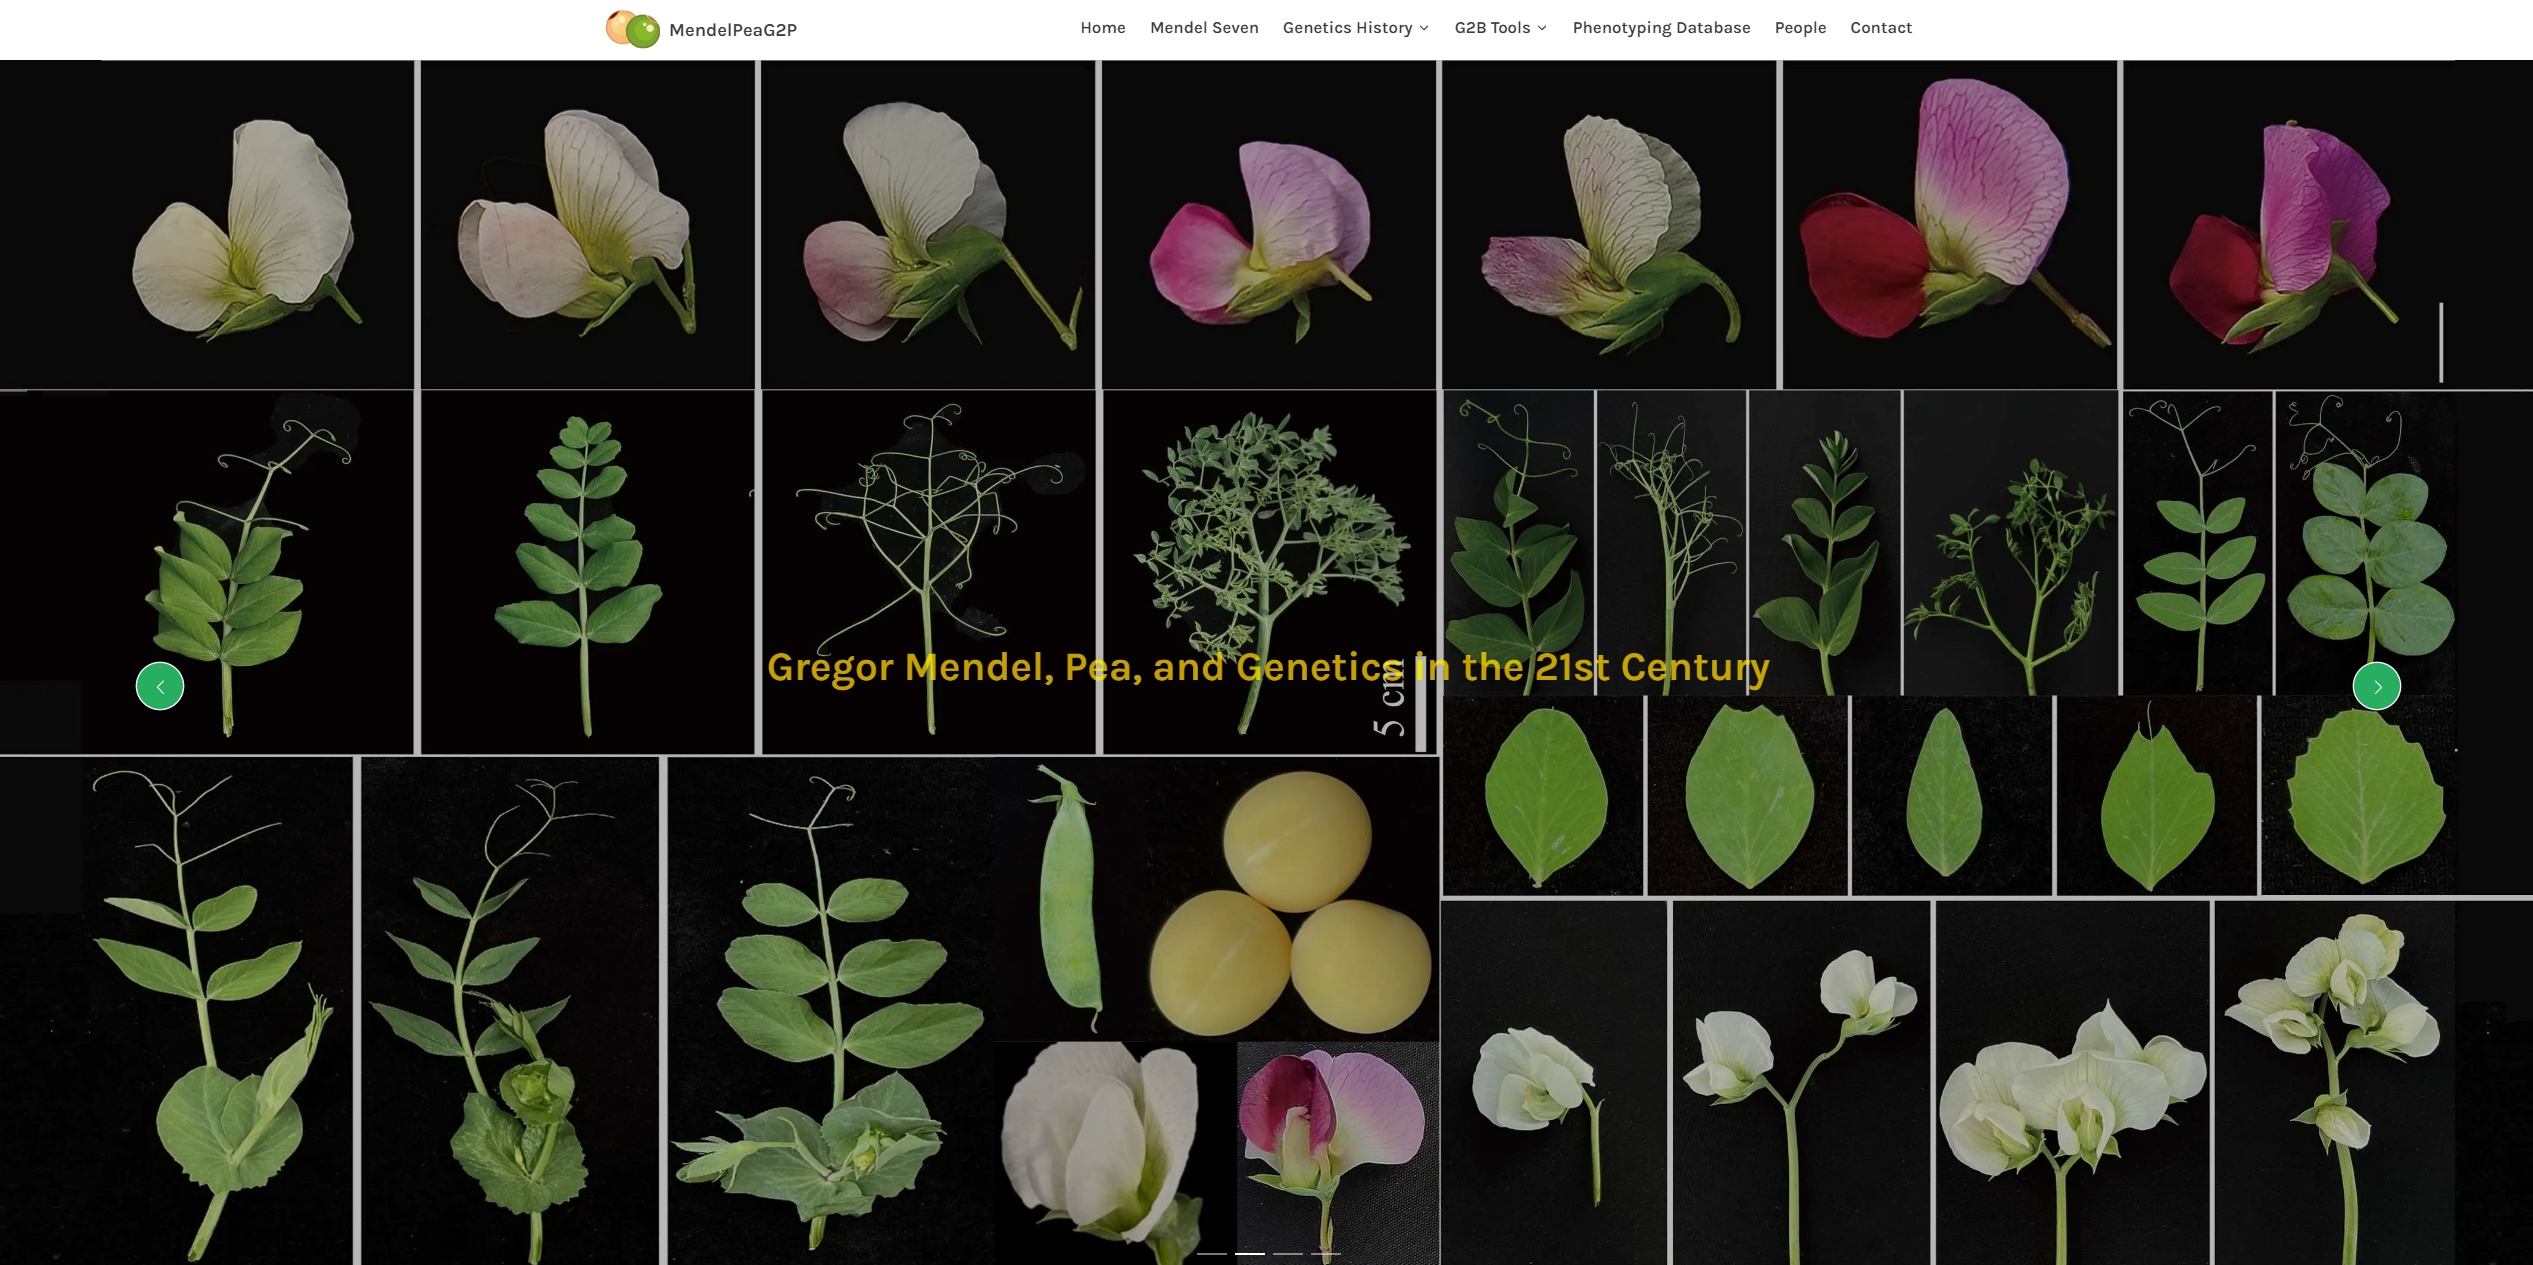 MendelPeaG2P
Home Mendel Seven Genetics History G2B Tools Phenotyping Database People Contact
Gregor Mendel, Pea, and Genetics in the 21st Century
5 cm